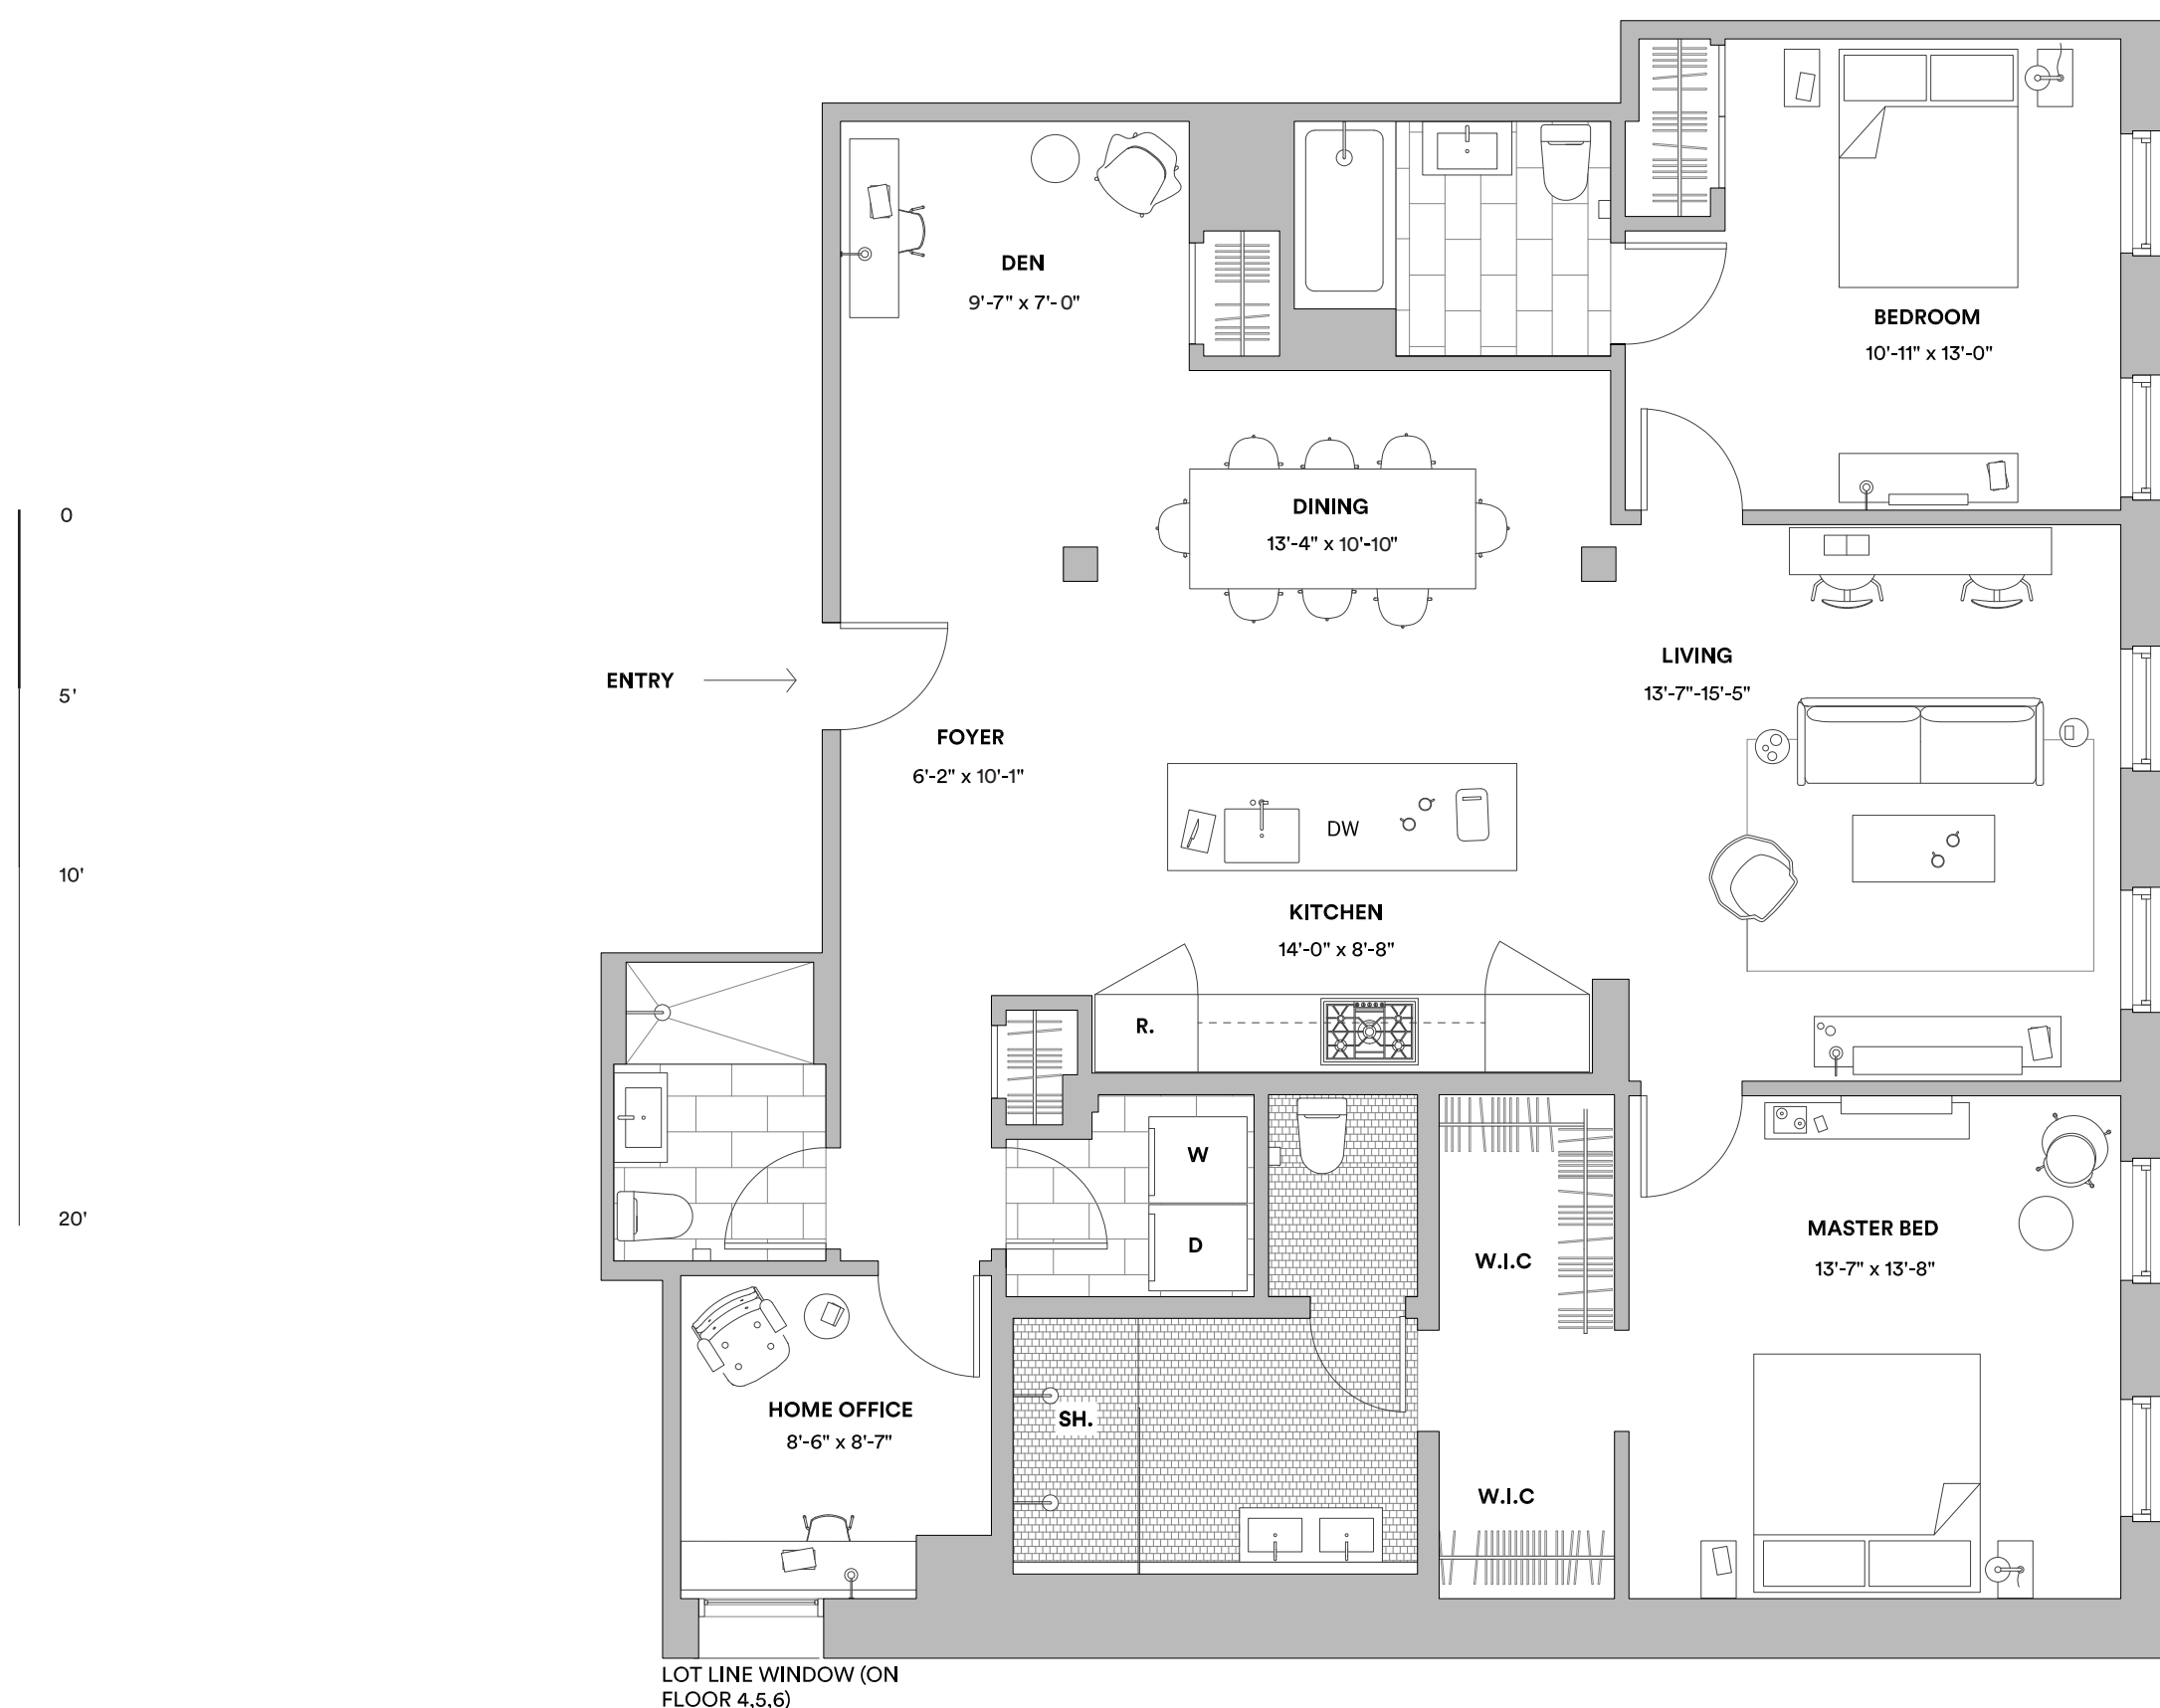 DEN
9'-7" x 7'-0"
BEDROOM
10'-11" x 13'-0"
0
5'
10'
20'
DINING
13'-4" x 10'-10"
ENTRY
LIVING
13'-7"-15'-5"
FOYER
6'-2" x 10'-1"
DW
KITCHEN
14'-0" x 8'-8"
R.
W
D
W.I.C
MASTER BED
13'-7" x 13'-8"
HOME OFFICE
8'-6" x 8'-7"
SH.
W.I.C
LOT LINE WINDOW (ON
FLOOR 4,5,6)